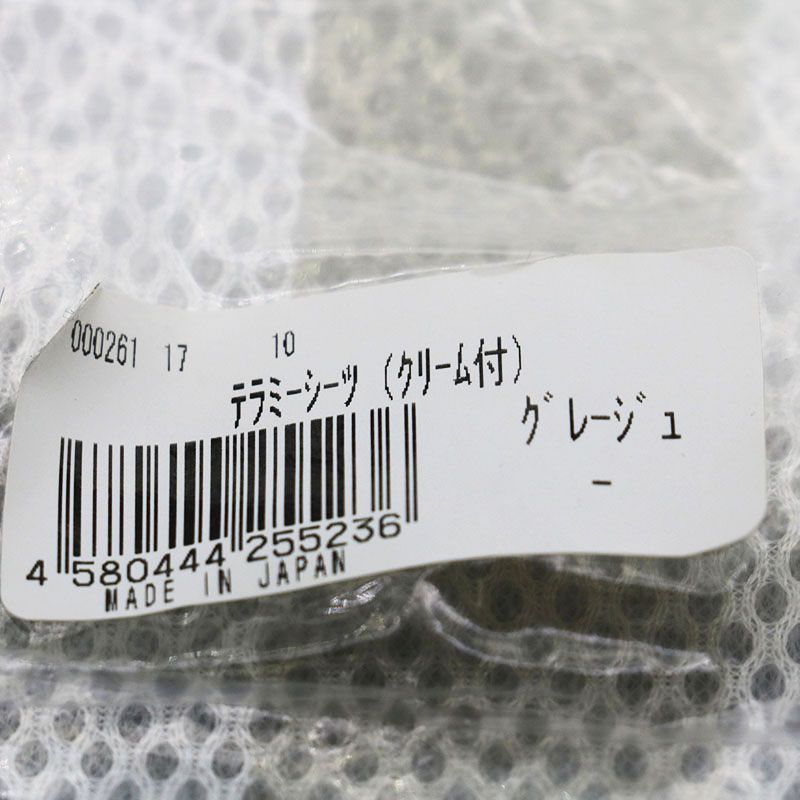 000261 17 10
テラミーシーツ (クリーム付)
グレージュ
-
4 580444 255236
MADE IN JAPAN